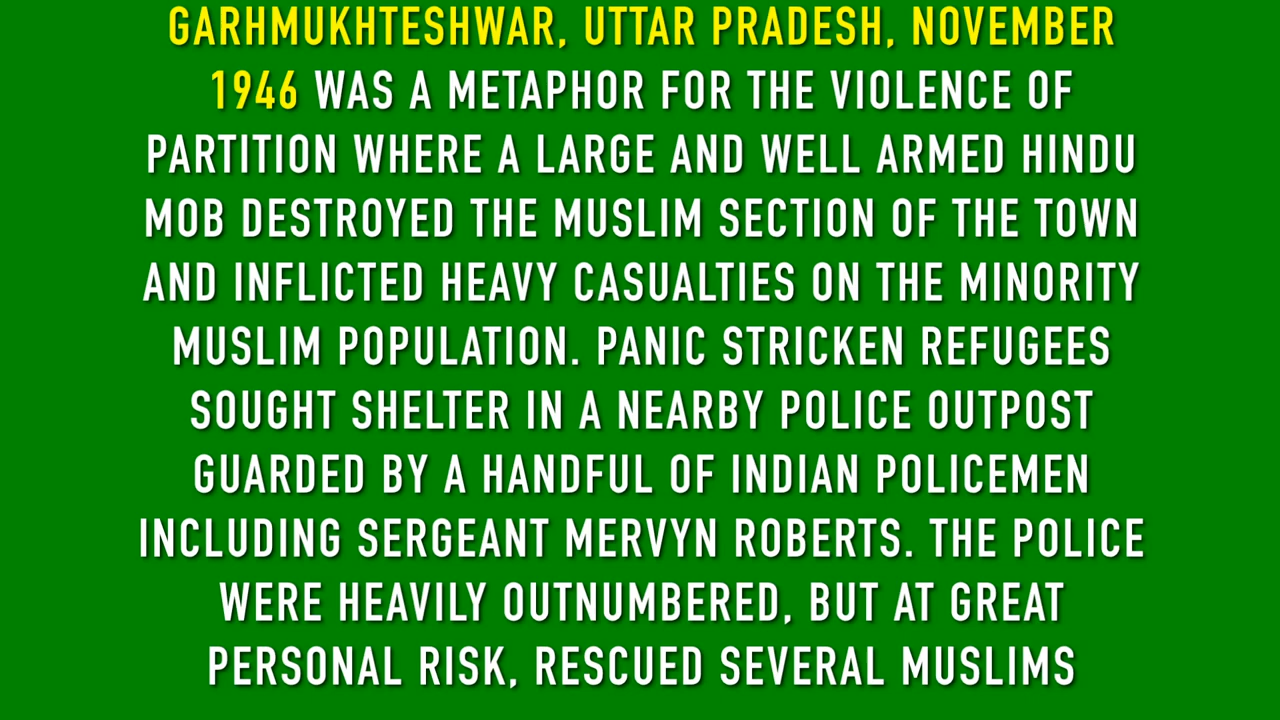 GARHMUKHTESHWAR, UTTAR PRADESH, NOVEMBER
1946 WAS A METAPHOR FOR THE VIOLENCE OF
PARTITION WHERE A LARGE AND WELL ARMED HINDU
MOB DESTROYED THE MUSLIM SECTION OF THE TOWN
AND INFLICTED HEAVY CASUALTIES ON THE MINORITY
MUSLIM POPULATION. PANIC STRICKEN REFUGEES
SOUGHT SHELTER IN A NEARBY POLICE OUTPOST
GUARDED BY A HANDFUL OF INDIAN POLICEMEN
INCLUDING SERGEANT MERVYN ROBERTS. THE POLICE
WERE HEAVILY OUTNUMBERED, BUT AT GREAT
PERSONAL RISK, RESCUED SEVERAL MUSLIMS